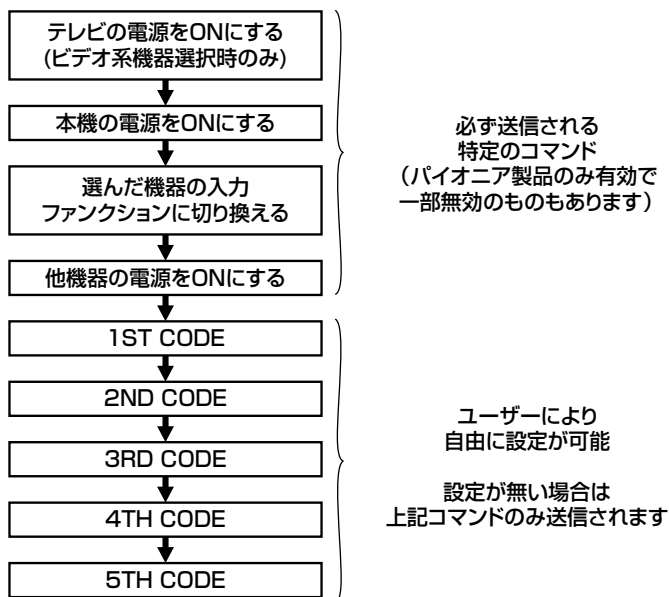 テレビの電源をONにする
(ビデオ系機器選択時のみ)
本機の電源をONにする
選んだ機器の入力
ファンクションに切り換える
他機器の電源をONにする
必ず送信される
特定のコマンド
(パイオニア製品のみ有効で
一部無効のものもあります)
1ST CODE
2ND CODE
3RD CODE
4TH CODE
5TH CODE
ユーザーにより
自由に設定が可能
設定が無い場合は
上記コマンドのみ送信されます